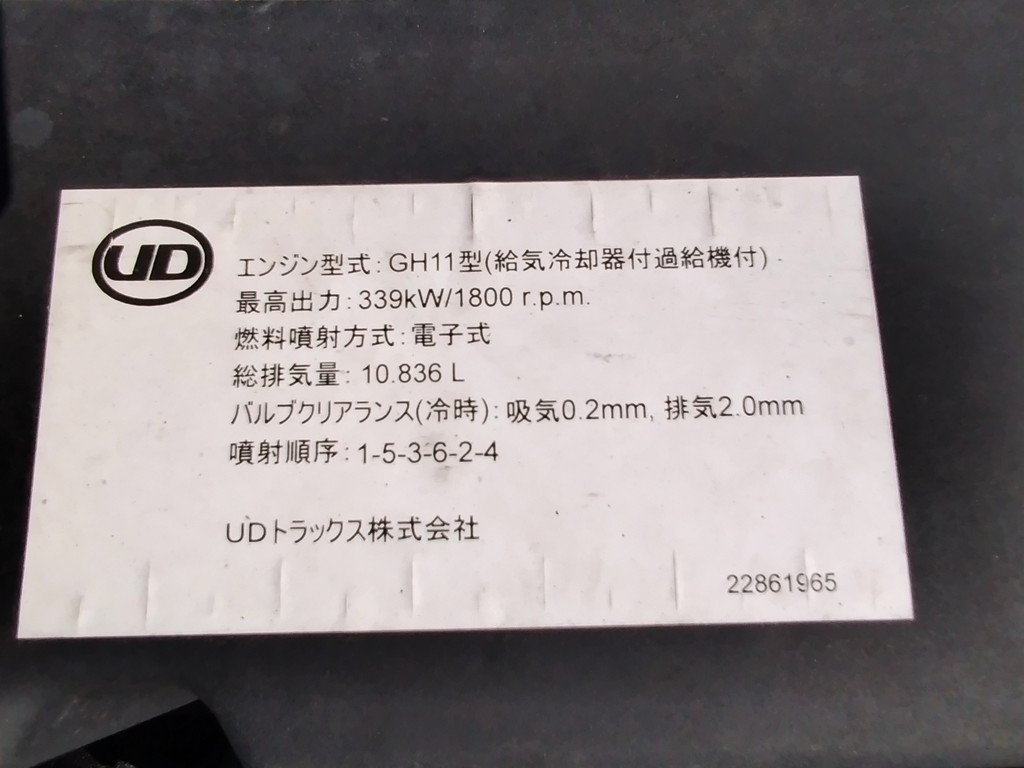 UD
エンジン型式: GH11型(給気冷却器付過給機付)
最高出力: 339kW/1800 r.p.m.
燃料噴射方式: 電子式
総排気量: 10.836 L
バルブクリアランス(冷時): 吸気0.2mm, 排気2.0mm
噴射順序: 1-5-3-6-2-4
UDトラックス株式会社
22861965